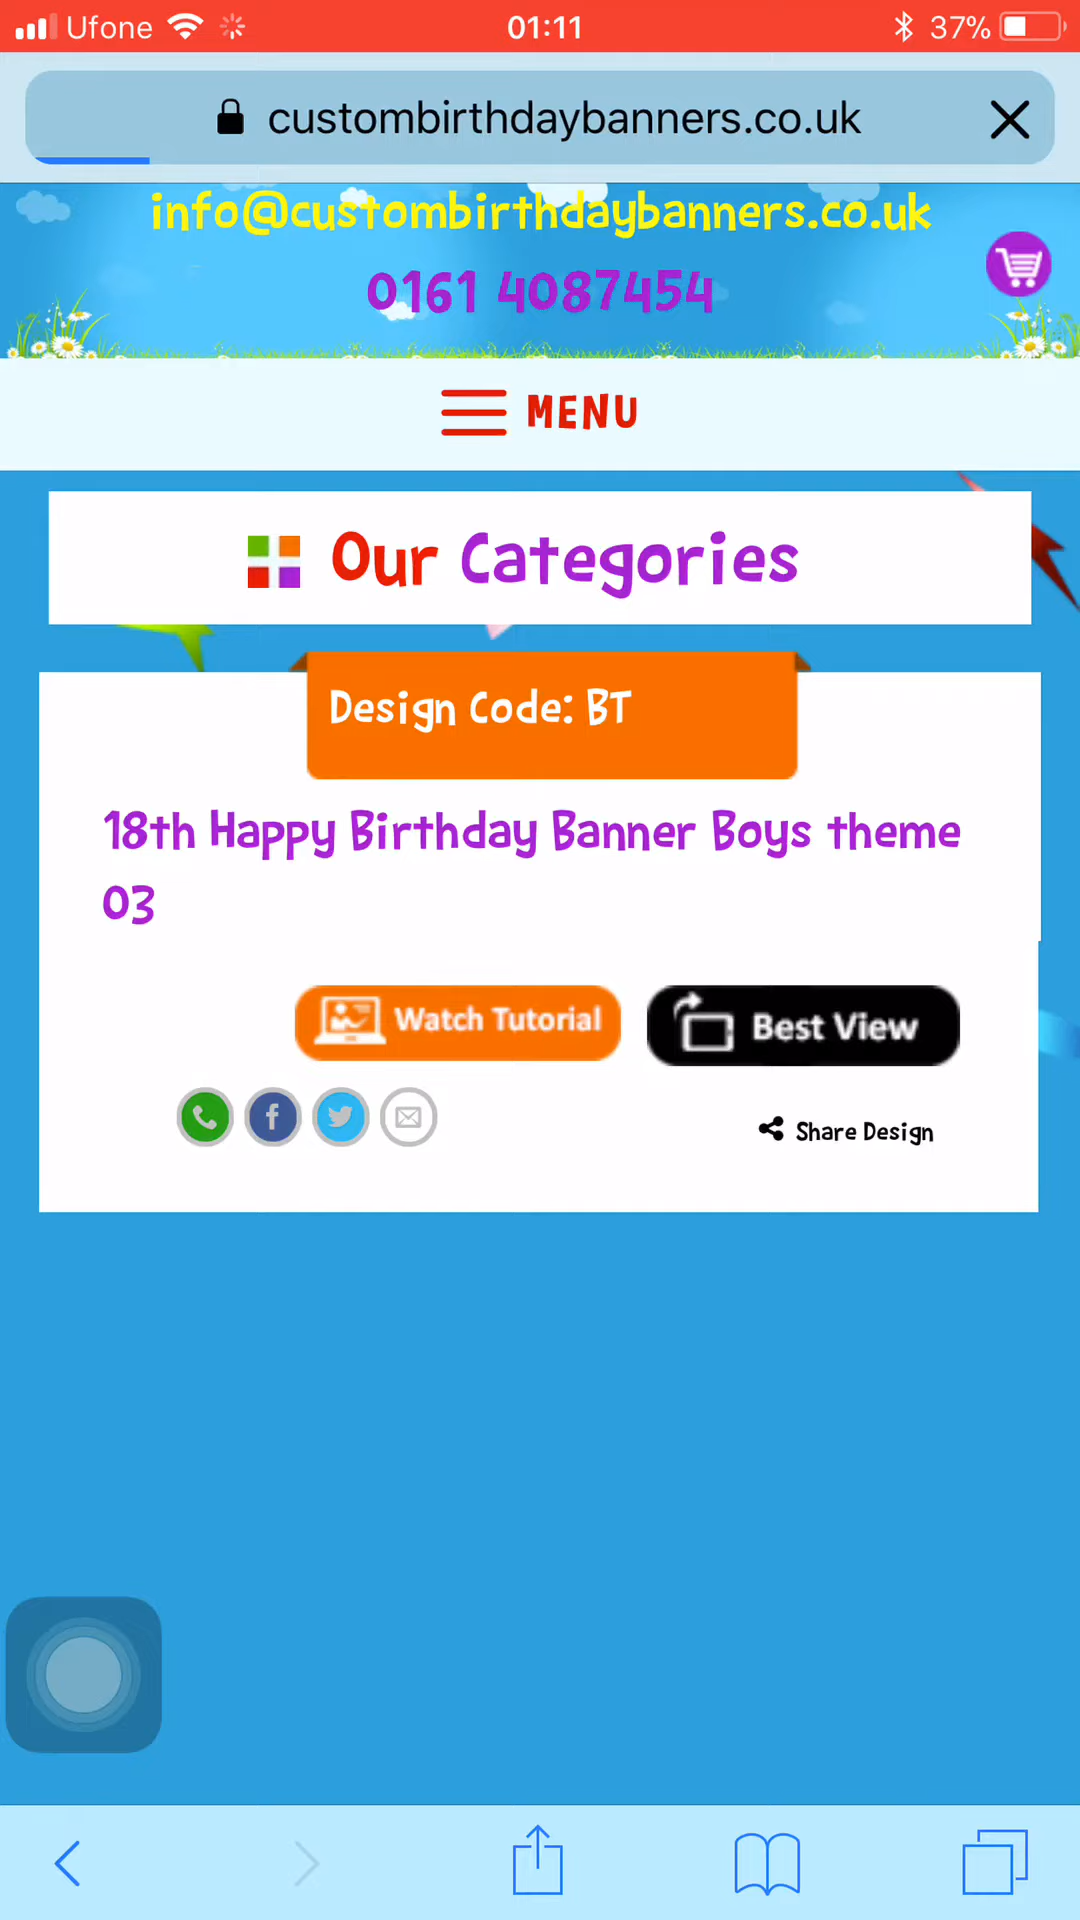 Ufone
01:11
37%
custombirthdaybanners.co.uk
info@custombirthdaybanners.co.uk
0161 4087454
MENU
Our Categories
Design Code: BT
18th Happy Birthday Banner Boys theme
03
Watch Tutorial
Best View
Share Design